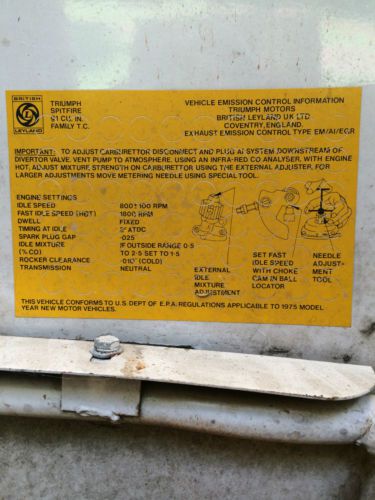 BRITISH
LEYLAND
TRIUMPH
SPITFIRE
91 CU. IN.
FAMILY T.C.
VEHICLE EMISSION CONTROL INFORMATION
TRIUMPH MOTORS
BRITISH LEYLAND UK LTD
COVENTRY, ENGLAND.
EXHAUST EMISSION CONTROL TYPE EM/AI/EGR
IMPORTANT: TO ADJUST CARBURETTOR DISCONNECT AND PLUG AI SYSTEM DOWNSTREAM OF
DIVERTOR VALVE. VENT PUMP TO ATMOSPHERE. USING AN INFRA-RED CO ANALYSER, WITH ENGINE
HOT, ADJUST MIXTURE STRENGTH ON CARBURETTOR USING THE EXTERNAL ADJUSTER, FOR
LARGER ADJUSTMENTS MOVE METERING NEEDLE USING SPECIAL TOOL.
ENGINE SETTINGS
IDLE SPEED 800±100 RPM
FAST IDLE SPEED (HOT) 1800 RPM
DWELL FIXED
TIMING AT IDLE 2° ATDC
SPARK PLUG GAP ·025
IDLE MIXTURE IF OUTSIDE RANGE 0·5
(% CO) TO 2·5 SET TO 1·5
ROCKER CLEARANCE ·010" (COLD)
TRANSMISSION NEUTRAL
EXTERNAL
IDLE
MIXTURE
ADJUSTMENT
SET FAST
IDLE SPEED
WITH CHOKE
CAM IN BALL
LOCATOR
NEEDLE
ADJUST-
MENT
TOOL
THIS VEHICLE CONFORMS TO U.S. DEPT OF E.P.A. REGULATIONS APPLICABLE TO 1975 MODEL
YEAR NEW MOTOR VEHICLES.